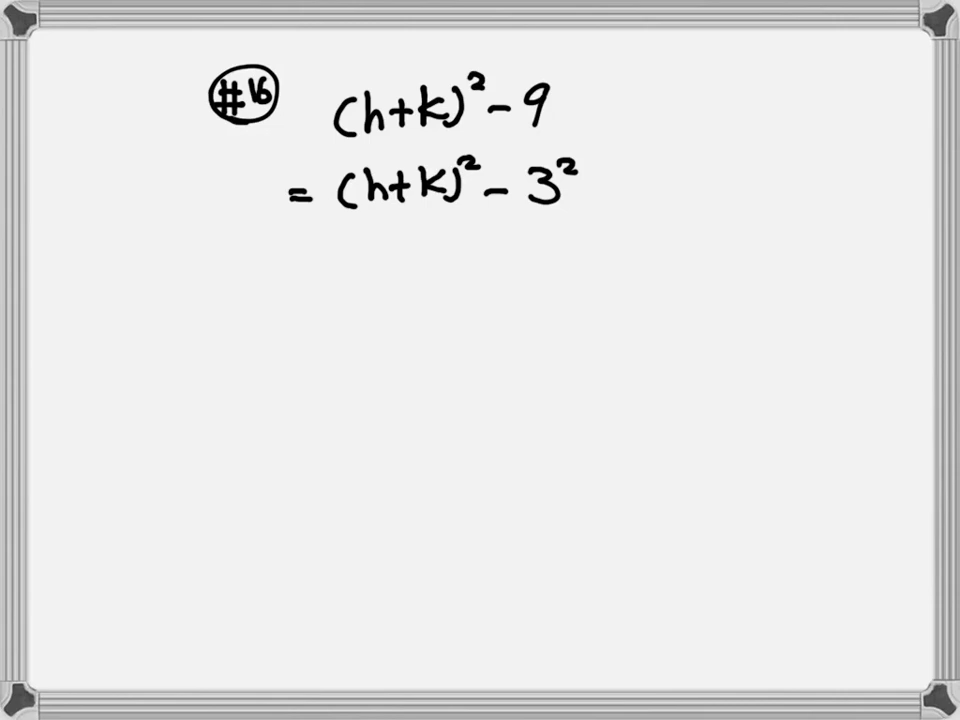 #16 (h+k)² - 9
= (h+k)² - 3²